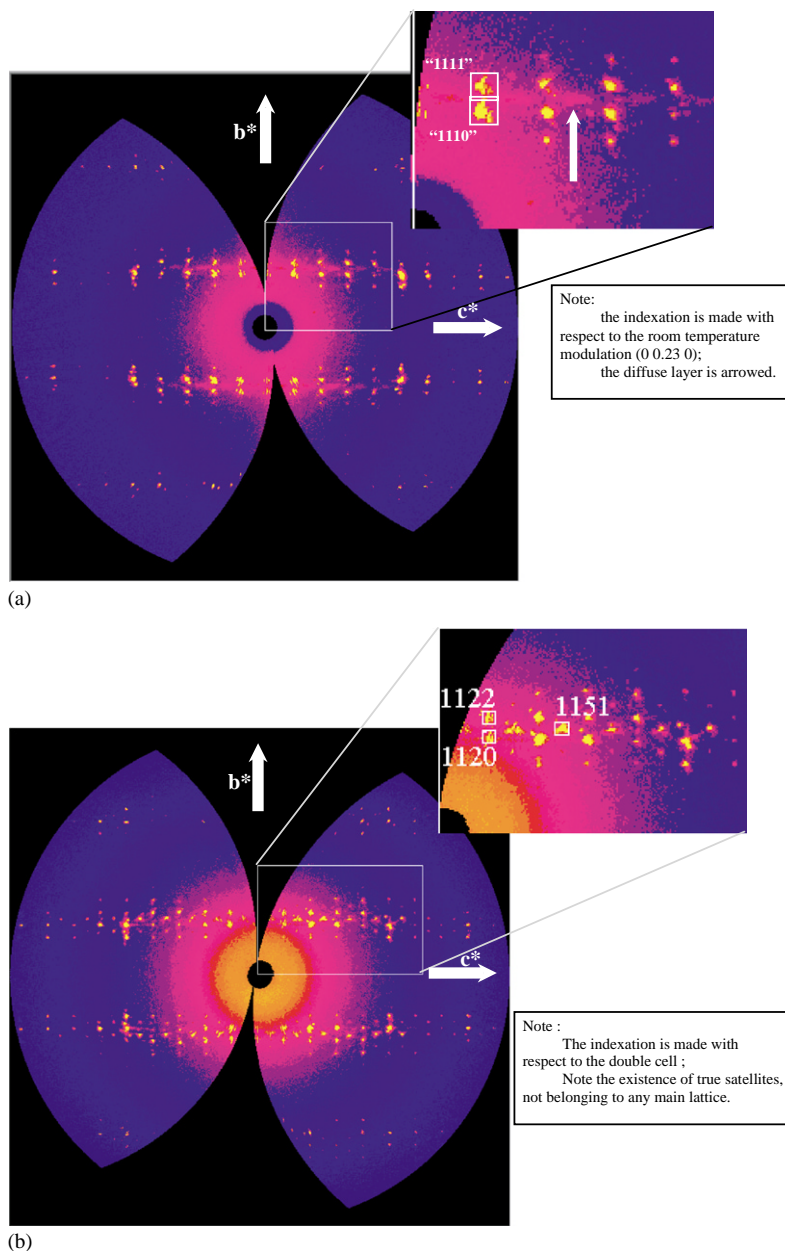 "1111"
b*
"1110"
c*
Note:
the indexation is made with
respect to the room temperature
modulation (0 0.23 0);
the diffuse layer is arrowed.
(a)
1122
1151
1120
b*
c*
Note :
The indexation is made with
respect to the double cell ;
Note the existence of true satellites,
not belonging to any main lattice.
(b)